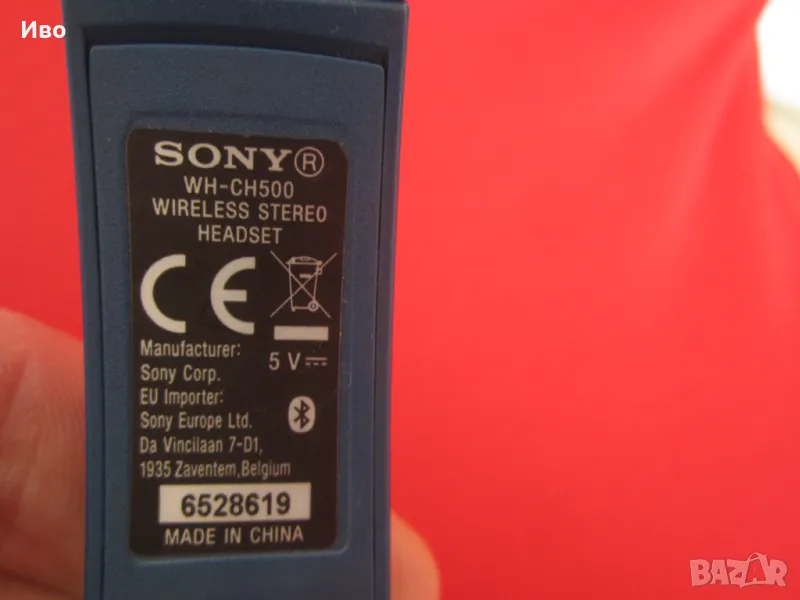 Иво
SONY®
WH-CH500
WIRELESS STEREO
HEADSET
CE
5 V
Manufacturer:
Sony Corp.
EU Importer:
Sony Europe Ltd.
Da Vincilaan 7-D1,
1935 Zaventem,Belgium
6528619
MADE IN CHINA
BAZAR